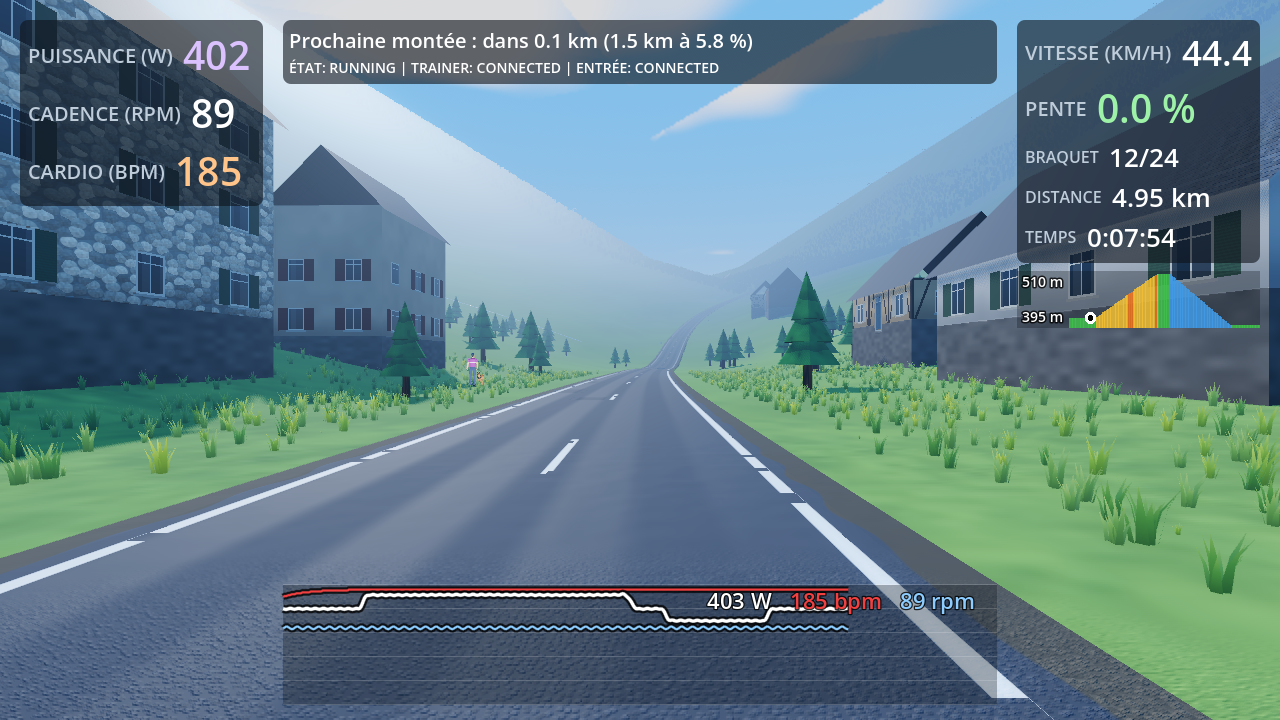 PUISSANCE (W) 402
CADENCE (RPM) 89
CARDIO (BPM) 185
Prochaine montée : dans 0.1 km (1.5 km à 5.8 %)
ÉTAT: RUNNING | TRAINER: CONNECTED | ENTRÉE: CONNECTED
VITESSE (KM/H) 44.4
PENTE 0.0 %
BRAQUET 12/24
DISTANCE 4.95 km
TEMPS 0:07:54
510 m
395 m
403 W 185 bpm 89 rpm